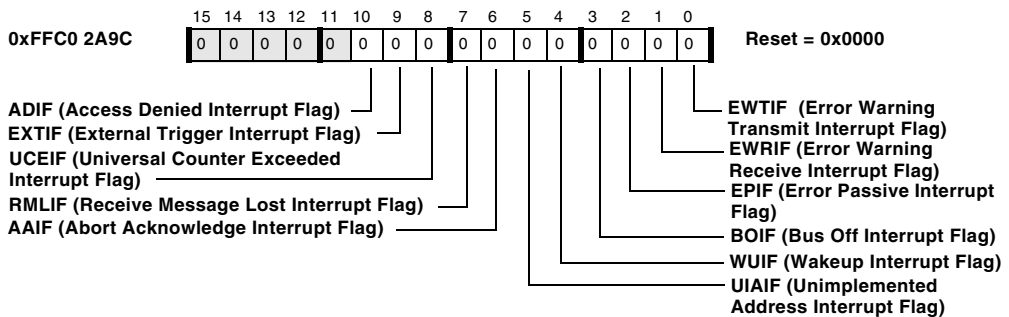 15 14 13 12 11 10 9 8 7 6 5 4 3 2 1 0
0xFFC0 2A9C
0 0 0 0 0 0 0 0 0 0 0 0 0 0 0 0
Reset = 0x0000
ADIF (Access Denied Interrupt Flag)
EXTIF (External Trigger Interrupt Flag)
UCEIF (Universal Counter Exceeded
Interrupt Flag)
RMLIF (Receive Message Lost Interrupt Flag)
AAIF (Abort Acknowledge Interrupt Flag)
EWTIF (Error Warning
Transmit Interrupt Flag)
EWRIF (Error Warning
Receive Interrupt Flag)
EPIF (Error Passive Interrupt
Flag)
BOIF (Bus Off Interrupt Flag)
WUIF (Wakeup Interrupt Flag)
UIAIF (Unimplemented
Address Interrupt Flag)